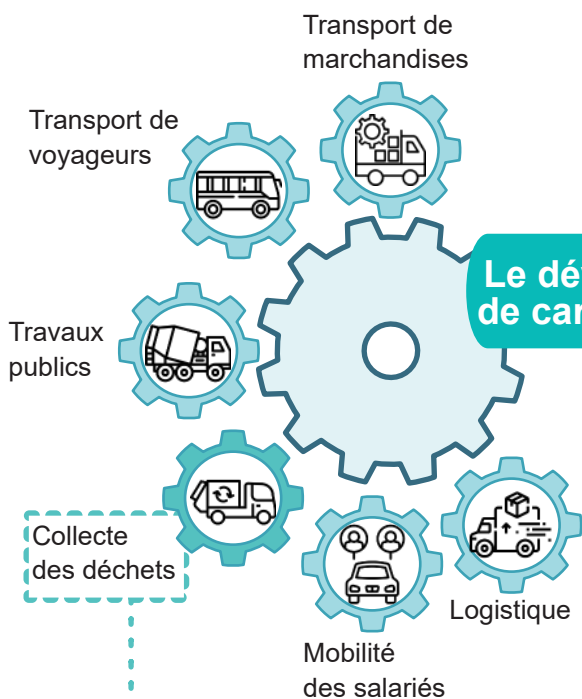 Transport de
marchandises
Transport de
voyageurs
Le dé
de car
Travaux
publics
Collecte
des déchets
Logistique
Mobilité
des salariés